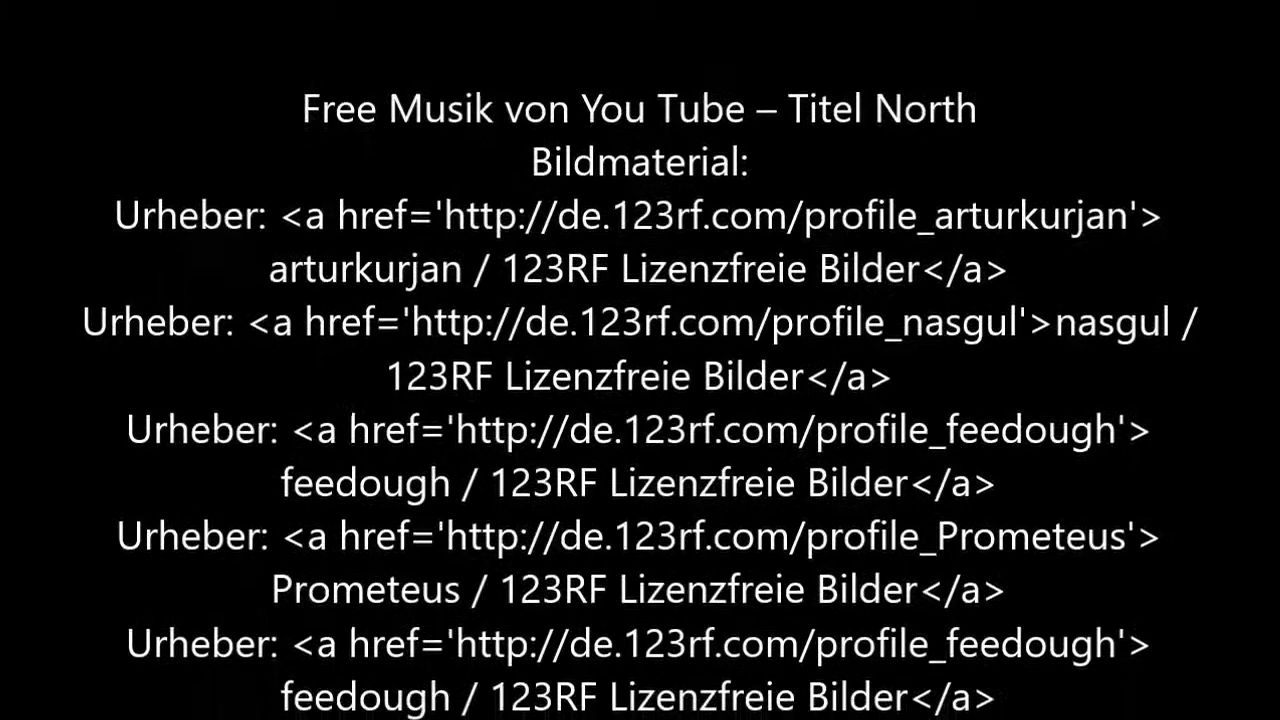 Free Musik von You Tube – Titel North
Bildmaterial:
Urheber: <a href='http://de.123rf.com/profile_arturkurjan'>
arturkurjan / 123RF Lizenzfreie Bilder</a>
Urheber: <a href='http://de.123rf.com/profile_nasgul'>nasgul /
123RF Lizenzfreie Bilder</a>
Urheber: <a href='http://de.123rf.com/profile_feedough'>
feedough / 123RF Lizenzfreie Bilder</a>
Urheber: <a href='http://de.123rf.com/profile_Prometeus'>
Prometeus / 123RF Lizenzfreie Bilder</a>
Urheber: <a href='http://de.123rf.com/profile_feedough'>
feedough / 123RF Lizenzfreie Bilder</a>